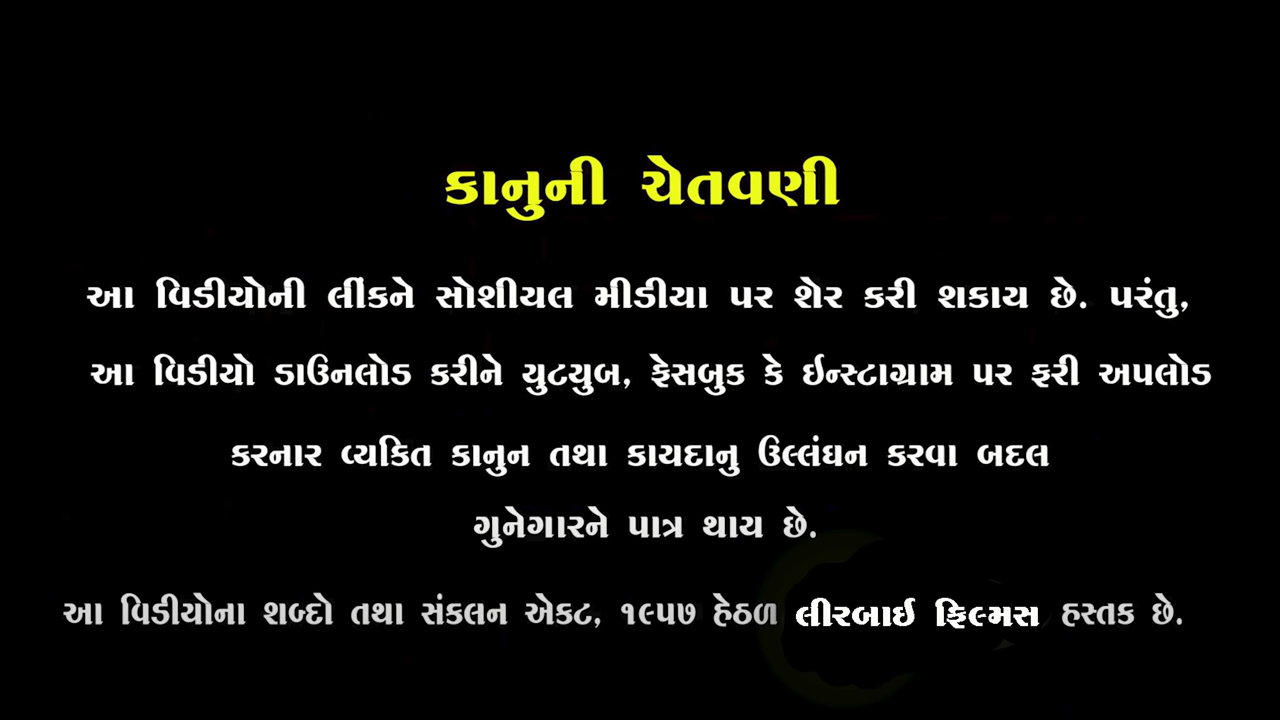 કાનુની ચેતવણી
આ વિડીયોની લીંકને સોશીયલ મીડીયા પર શેર કરી શકાય છે. પરંતુ,
આ વિડીયો ડાઉનલોડ કરીને યુટયુબ, ફેસબુક કે ઈન્સ્ટાગ્રામ પર ફરી અપલોડ
કરનાર વ્યકિત કાનુન તથા કાયદાનુ ઉલ્લંઘન કરવા બદલ
ગુનેગારને પાત્ર થાય છે.
આ વિડીયોના શબ્દો તથા સંકલન એકટ, ૧૯૫૭ હેઠળ લીરબાઈ ફિલ્મસ હસ્તક છે.